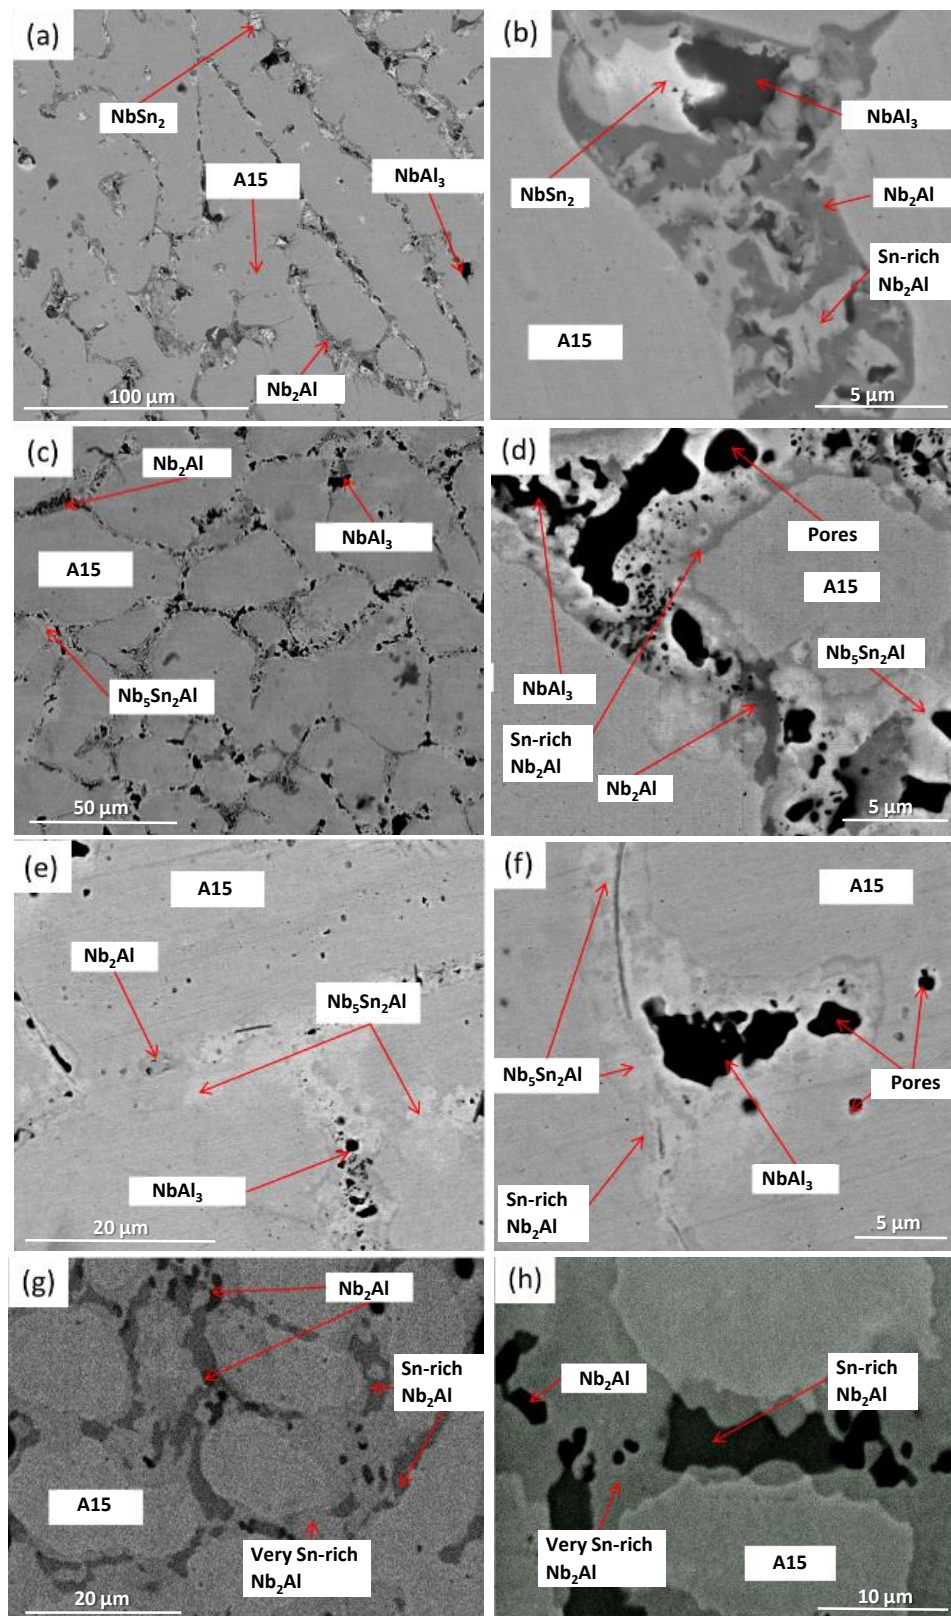 (a)
NbSn₂
A15
NbAl₃
Nb₂Al
100 μm
(b)
NbAl₃
NbSn₂
Nb₂Al
Sn-rich
Nb₂Al
A15
5 μm
(c)
Nb₂Al
NbAl₃
A15
Nb₅Sn₂Al
50 μm
(d)
Pores
A15
Nb₅Sn₂Al
NbAl₃
Sn-rich
Nb₂Al
Nb₂Al
5 μm
(e)
A15
Nb₂Al
Nb₅Sn₂Al
NbAl₃
20 μm
(f)
A15
Nb₅Sn₂Al
Pores
NbAl₃
Sn-rich
Nb₂Al
5 μm
(g)
Nb₂Al
Sn-rich
Nb₂Al
A15
Very Sn-rich
Nb₂Al
20 μm
(h)
Nb₂Al
Sn-rich
Nb₂Al
Very Sn-rich
Nb₂Al
A15
10 μm